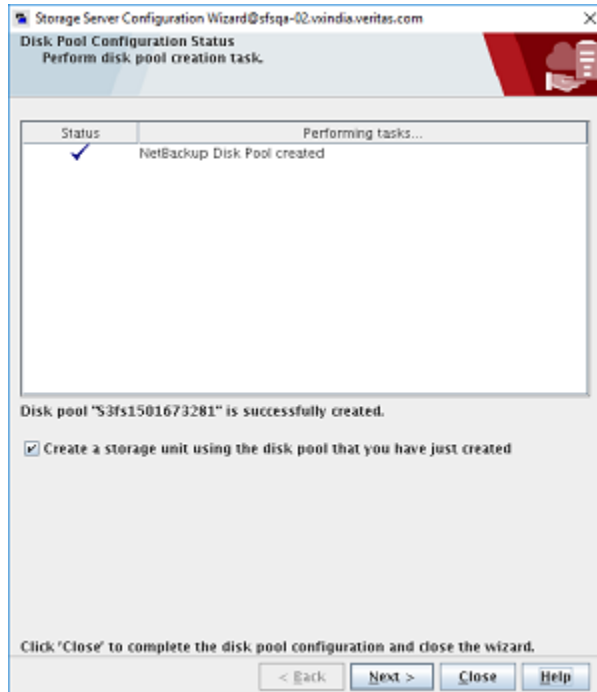 Storage Server Configuration Wizard@sfsqa-02.vxindia.veritas.com
Disk Pool Configuration Status
Perform disk pool creation task.
Status Performing tasks...
NetBackup Disk Pool created
Disk pool "S3fs1501673281" is successfully created.
Create a storage unit using the disk pool that you have just created
Click 'Close' to complete the disk pool configuration and close the wizard.
< Back Next > Close Help